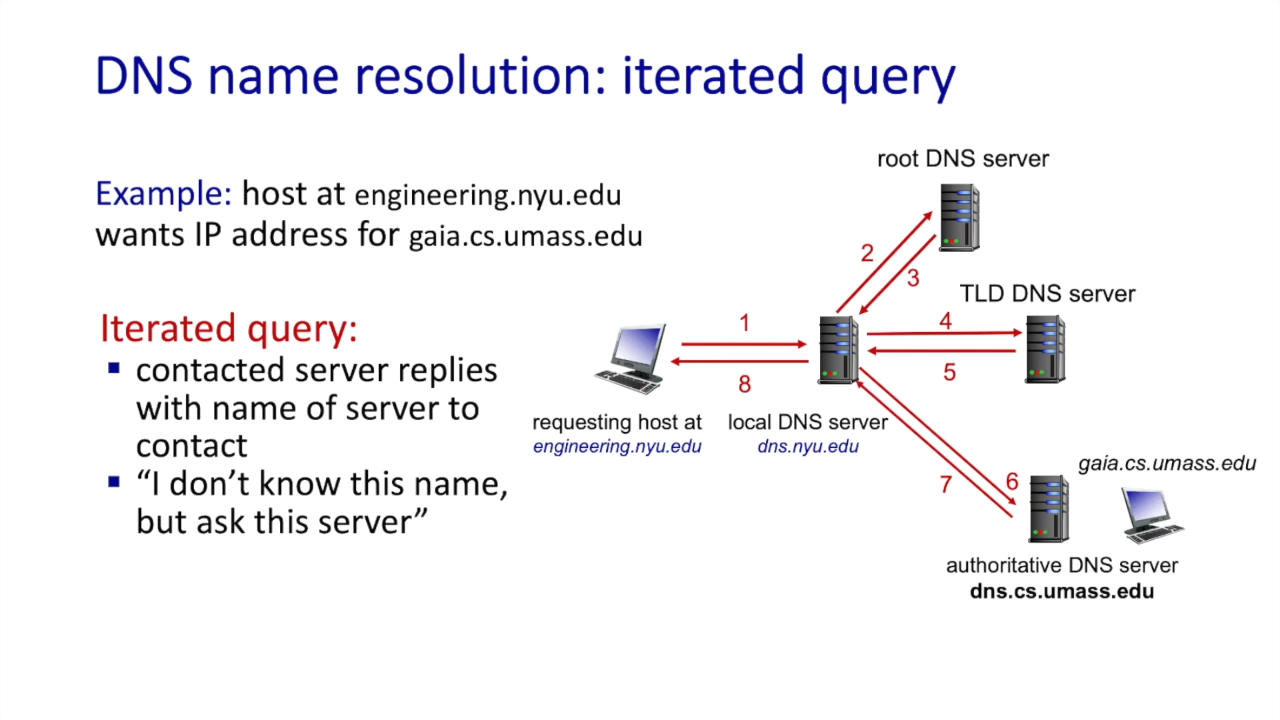 DNS name resolution: iterated query
Example: host at engineering.nyu.edu
wants IP address for gaia.cs.umass.edu
Iterated query:
▪ contacted server replies
with name of server to
contact
▪ “I don’t know this name,
but ask this server”
root DNS server
2
3
TLD DNS server
1
4
8
5
requesting host at
engineering.nyu.edu
local DNS server
dns.nyu.edu
gaia.cs.umass.edu
7
6
authoritative DNS server
dns.cs.umass.edu